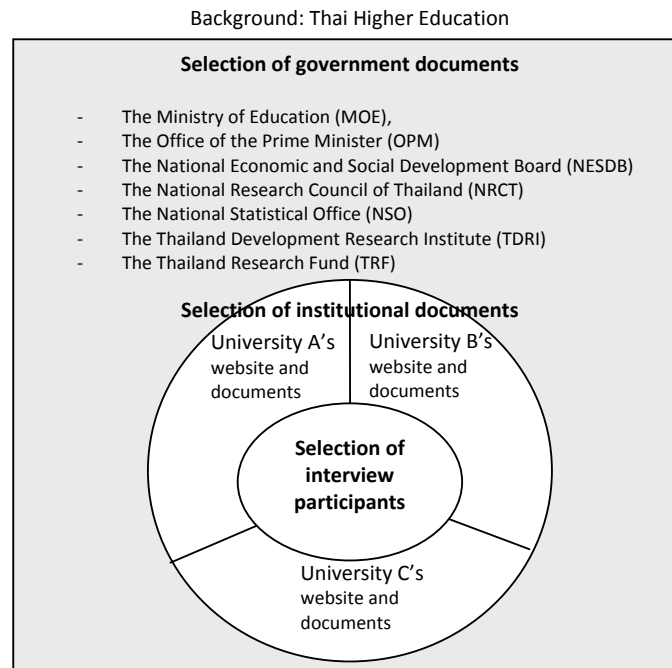 Background: Thai Higher Education
Selection of government documents
- The Ministry of Education (MOE),
- The Office of the Prime Minister (OPM)
- The National Economic and Social Development Board (NESDB)
- The National Research Council of Thailand (NRCT)
- The National Statistical Office (NSO)
- The Thailand Development Research Institute (TDRI)
- The Thailand Research Fund (TRF)
Selection of institutional documents
University A’s
website and
documents
University B’s
website and
documents
Selection of
interview
participants
University C’s
website and
documents